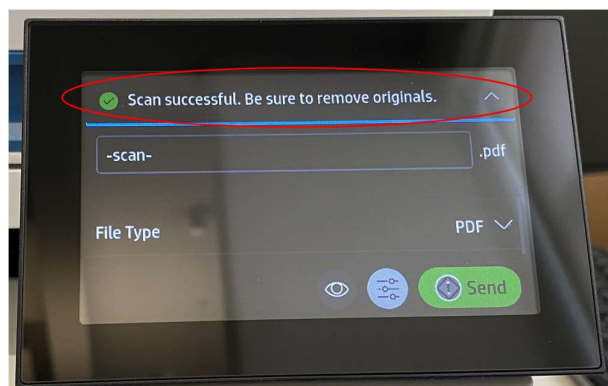 Scan successful. Be sure to remove originals.
-scan-
.pdf
File Type
PDF
Send